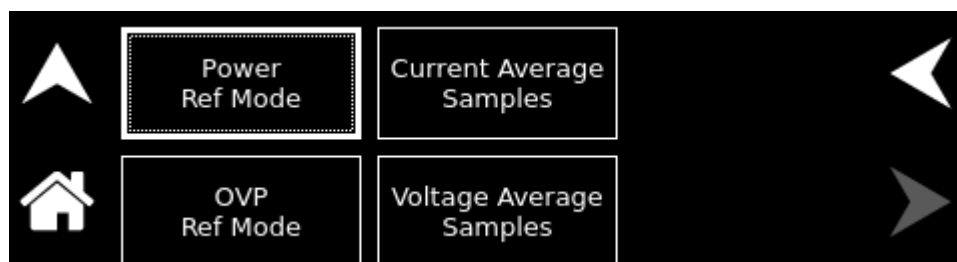 Power
Ref Mode
Current Average
Samples
OVP
Ref Mode
Voltage Average
Samples